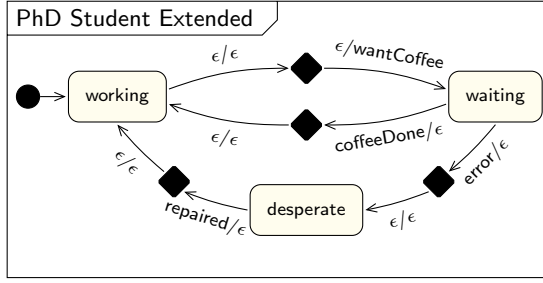 PhD Student Extended
ϵ/ϵ
ϵ/wantCoffee
working
waiting
ϵ/ϵ
coffeeDone/ϵ
ϵ/ϵ
error/ϵ
repaired/ϵ
desperate
ϵ/ϵ